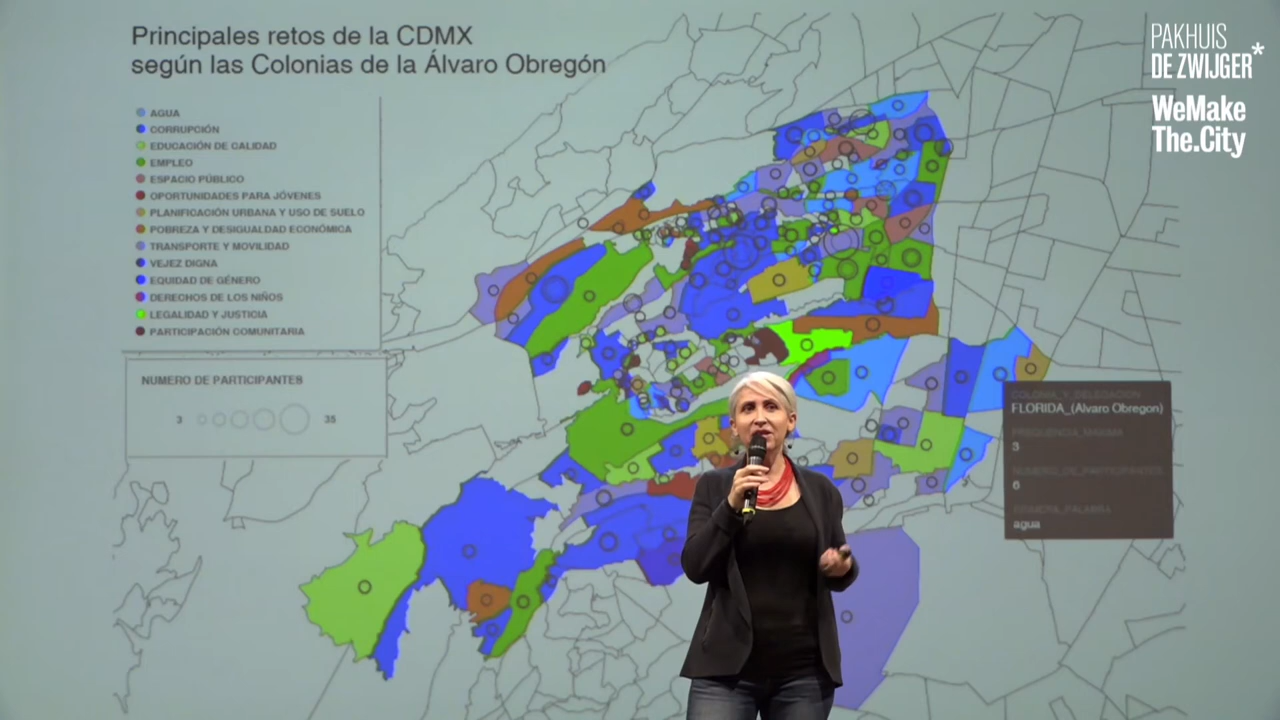 Principales retos de la CDMX
según las Colonias de la Álvaro Obregón
AGUA
CORRUPCIÓN
EDUCACIÓN DE CALIDAD
EMPLEO
ESPACIO PÚBLICO
OPORTUNIDADES PARA JÓVENES
PLANIFICACIÓN URBANA Y USO DE SUELO
POBREZA Y DESIGUALDAD ECONÓMICA
TRANSPORTE Y MOVILIDAD
VEJEZ DIGNA
EQUIDAD DE GÉNERO
DERECHOS DE LOS NIÑOS
LEGALIDAD Y JUSTICIA
PARTICIPACIÓN COMUNITARIA
NUMERO DE PARTICIPANTES
3 35
PAKHUIS
DE ZWIJGER*
WeMake
The.City
COLONIA_Y_DELEGACION
FLORIDA_(Alvaro Obregon)
3
NUMERO_DE_PARTICIPANTES
6
PRIMERA_PALABRA
agua